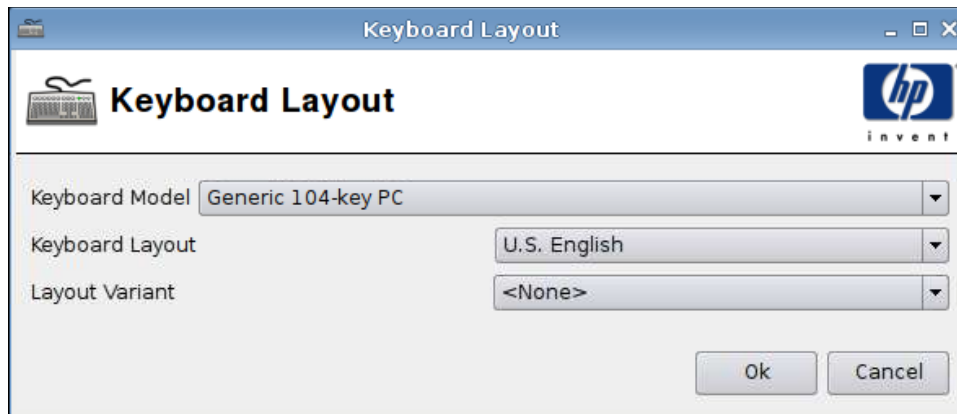 Keyboard Layout
Keyboard Layout
hp
invent
Keyboard Model Generic 104-key PC
Keyboard Layout U.S. English
Layout Variant <None>
Ok Cancel